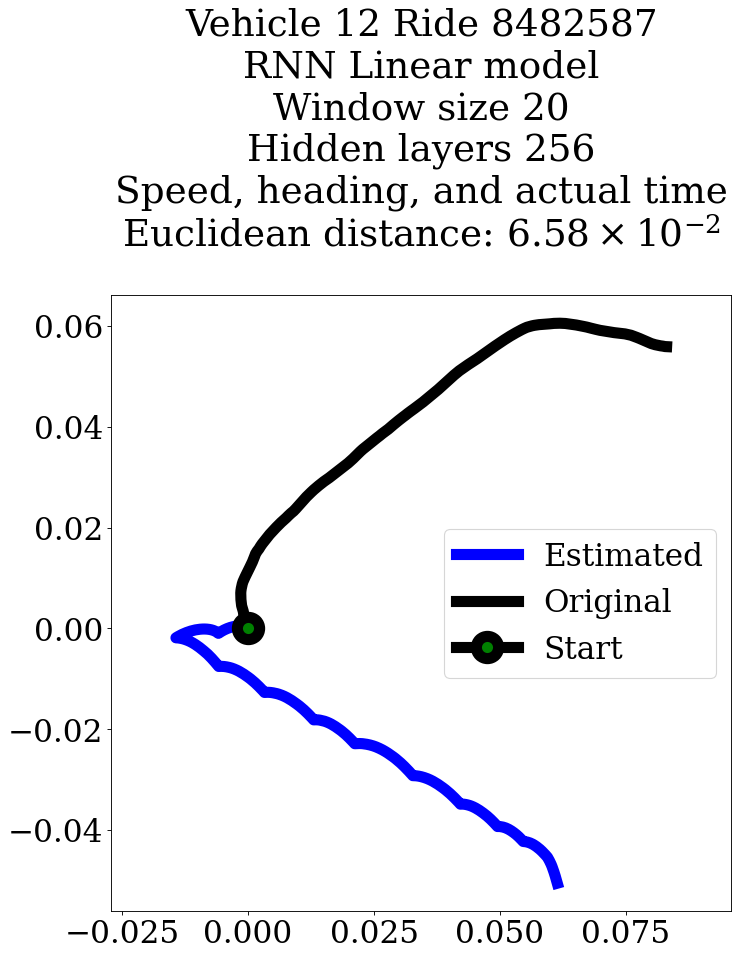 Vehicle 12 Ride 8482587
RNN Linear model
Window size 20
Hidden layers 256
Speed, heading, and actual time
Euclidean distance: 6.58 × 10⁻²
0.06
0.04
0.02
0.00
−0.02
−0.04
Estimated
Original
Start
−0.025 0.000 0.025 0.050 0.075